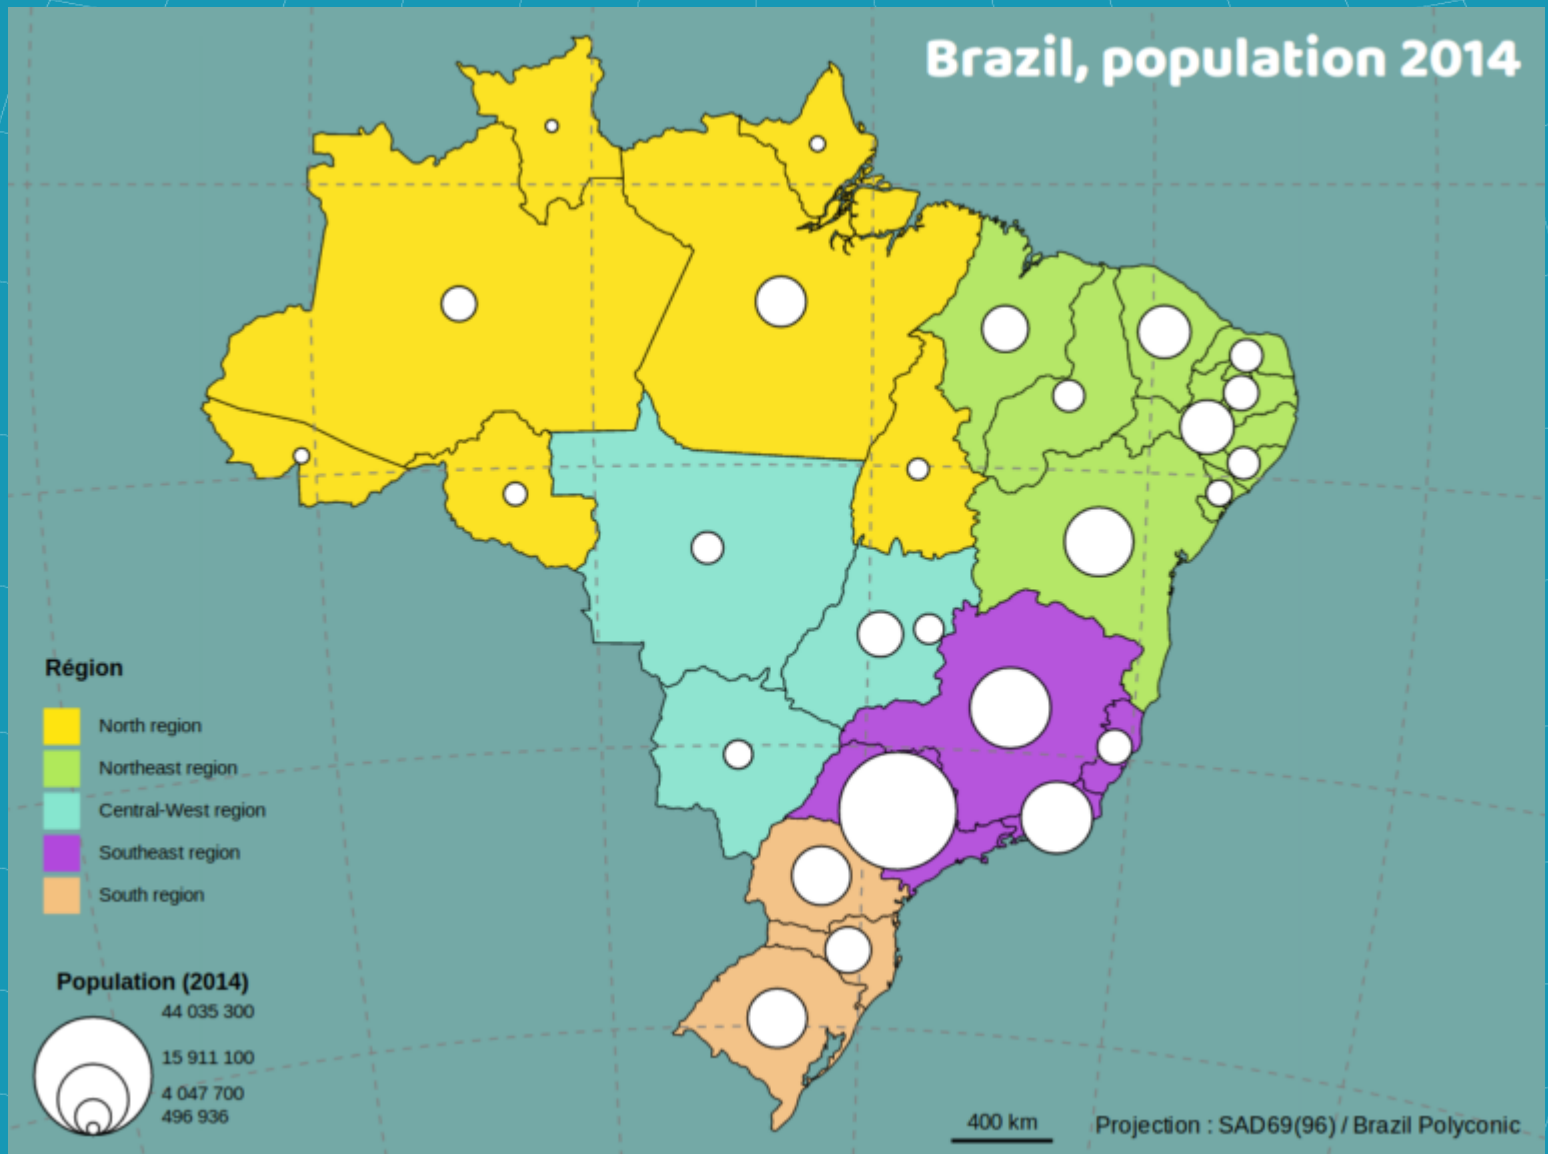 Brazil, population 2014
Région
North region
Northeast region
Central-West region
Southeast region
South region
Population (2014)
44 035 300
15 911 100
4 047 700
496 936
400 km
Projection : SAD69(96) / Brazil Polyconic